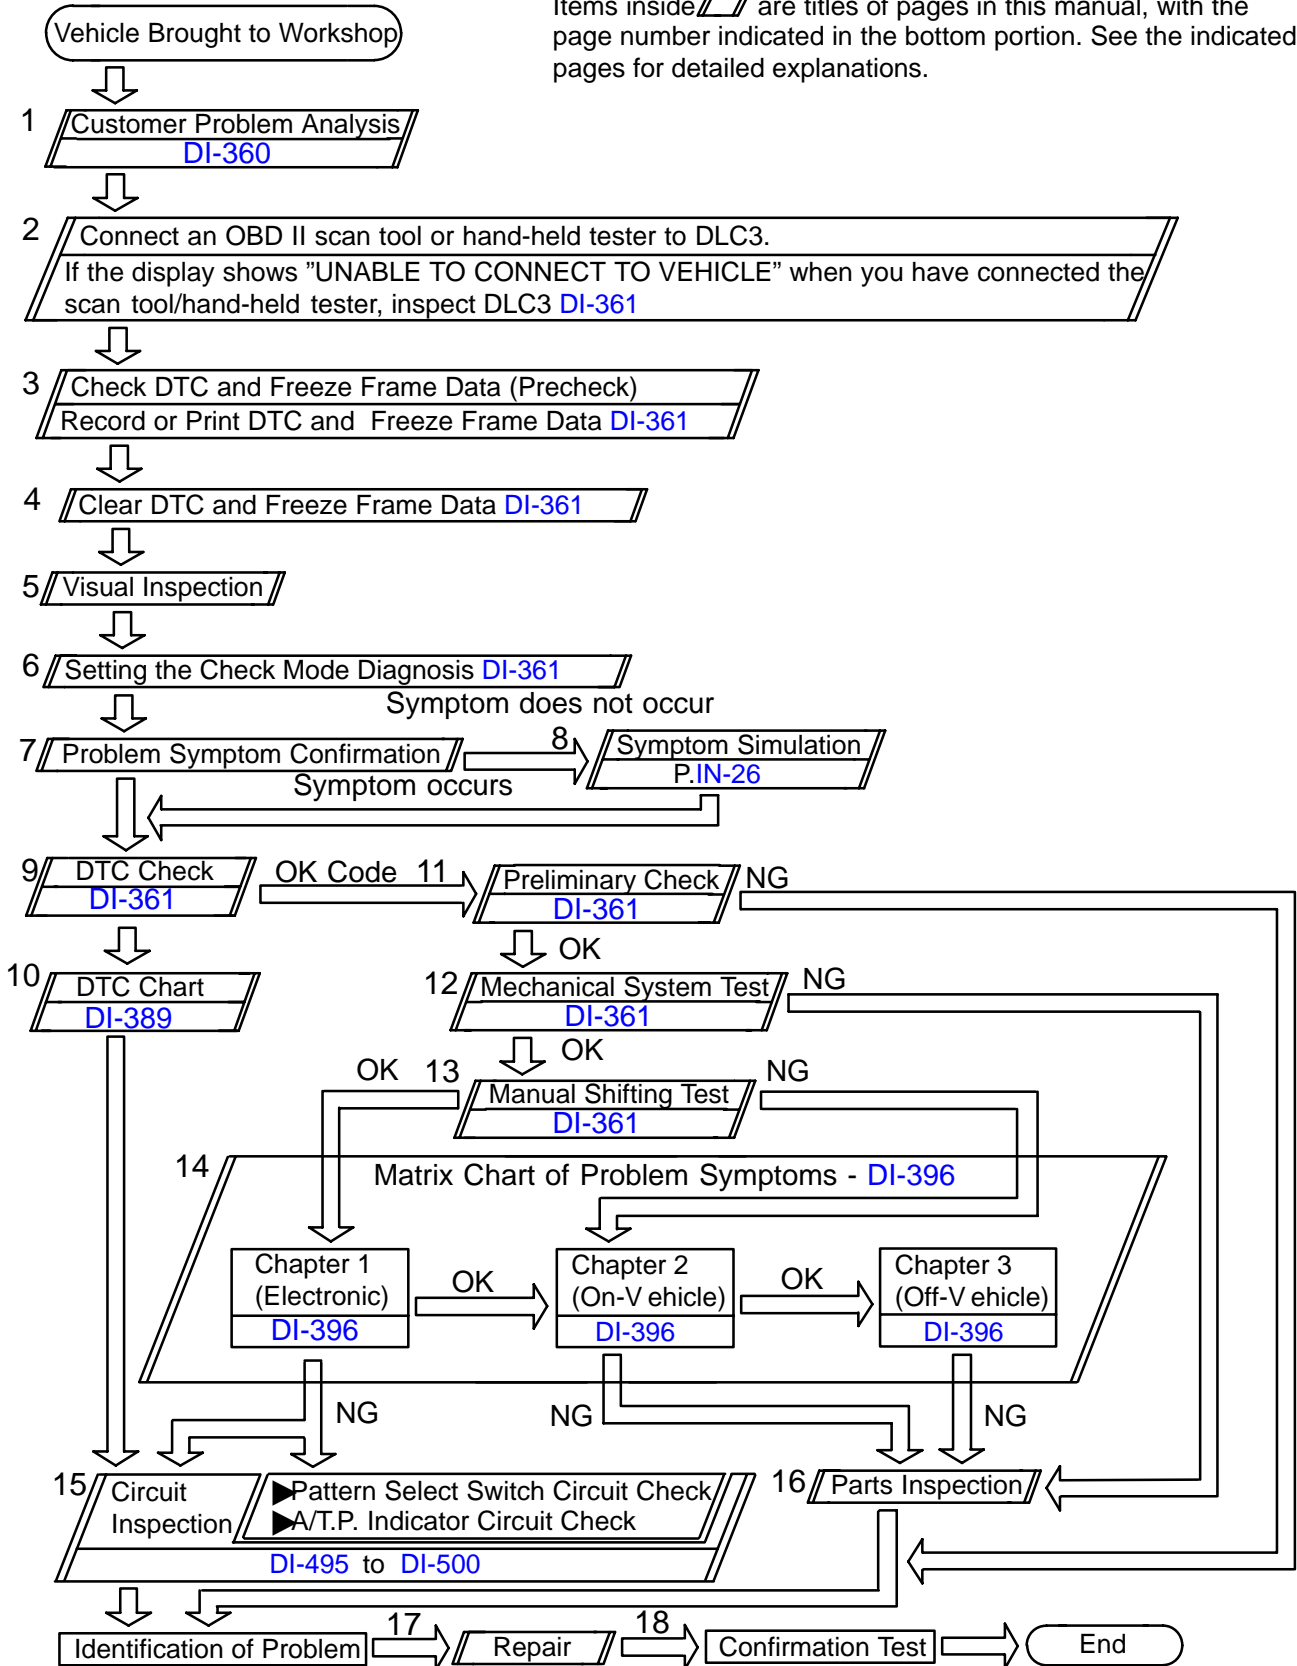 Items inside are titles of pages in this manual, with the
page number indicated in the bottom portion. See the indicated
pages for detailed explanations.
Vehicle Brought to Workshop
1
Customer Problem Analysis
DI-360
2
Connect an OBD II scan tool or hand-held tester to DLC3.
If the display shows ”UNABLE TO CONNECT TO VEHICLE” when you have connected the
scan tool/hand-held tester, inspect DLC3 DI-361
3
Check DTC and Freeze Frame Data (Precheck)
Record or Print DTC and Freeze Frame Data DI-361
4
Clear DTC and Freeze Frame Data DI-361
5
Visual Inspection
6
Setting the Check Mode Diagnosis DI-361
Symptom does not occur
7
Problem Symptom Confirmation
8
Symptom Simulation
P.IN-26
Symptom occurs
9
DTC Check
DI-361
OK Code
11
Preliminary Check
DI-361
NG
OK
10
DTC Chart
DI-389
12
Mechanical System Test
DI-361
NG
OK
OK
13
Manual Shifting Test
DI-361
NG
14
Matrix Chart of Problem Symptoms - DI-396
Chapter 1
(Electronic)
DI-396
OK
Chapter 2
(On-V ehicle)
DI-396
OK
Chapter 3
(Off-V ehicle)
DI-396
NG
NG
NG
15
Circuit
Inspection
Pattern Select Switch Circuit Check
A/T.P. Indicator Circuit Check
DI-495 to DI-500
16
Parts Inspection
Identification of Problem
17
Repair
18
Confirmation Test
End